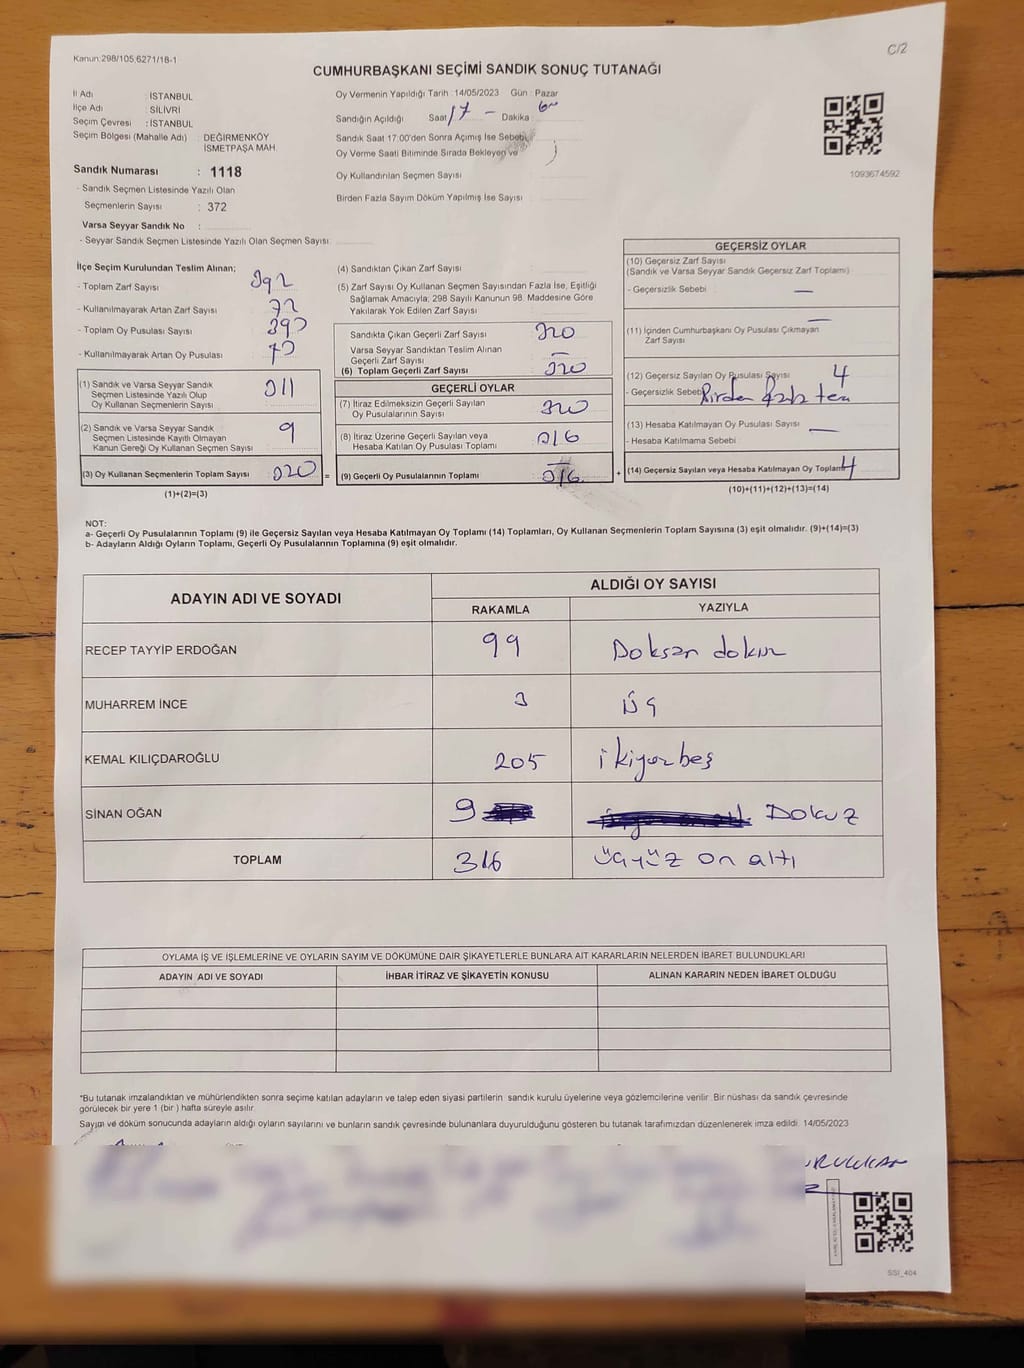 Kanun:298/105,6271/18-1
C/2
CUMHURBAŞKANI SEÇİMİ SANDIK SONUÇ TUTANAĞI
İl Adı : İSTANBUL
İlçe Adı : SİLİVRİ
Seçim Çevresi : İSTANBUL
Seçim Bölgesi (Mahalle Adı) : DEĞİRMENKÖY
İSMETPAŞA MAH.
Sandık Numarası : 1118
- Sandık Seçmen Listesinde Yazılı Olan
Seçmenlerin Sayısı : 372
Varsa Seyyar Sandık No :
- Seyyar Sandık Seçmen Listesinde Yazılı Olan Seçmen Sayısı:
Oy Vermenin Yapıldığı Tarih : 14/05/2023 Gün : Pazar
Sandığın Açıldığı Saat 17 - Dakika
Sandık Saat 17.00'den Sonra Açımış İse Sebebi
Oy Verme Saati Bitiminde Sırada Bekleyen ve
Oy Kullandırılan Seçmen Sayısı
Birden Fazla Sayım Döküm Yapılmış İse Sayısı
1093674592
İlçe Seçim Kurulundan Teslim Alınan;
- Toplam Zarf Sayısı 392
- Kullanılmayarak Artan Zarf Sayısı 72
- Toplam Oy Pusulası Sayısı
- Kullanılmayarak Artan Oy Pusulası
(1) Sandık ve Varsa Seyyar Sandık
Seçmen Listesinde Yazılı Olup
Oy Kullanan Seçmenlerin Sayısı 311
(2) Sandık ve Varsa Seyyar Sandık
Seçmen Listesinde Kayıtlı Olmayan
Kanun Gereği Oy Kullanan Seçmen Sayısı 9
(3) Oy Kullanan Seçmenlerin Toplam Sayısı 320 =
(1)+(2)=(3)
(4) Sandıktan Çıkan Zarf Sayısı
(5) Zarf Sayısı Oy Kullanan Seçmen Sayısından Fazla İse, Eşitliği
Sağlamak Amacıyla; 298 Sayılı Kanunun 98. Maddesine Göre
Yakılarak Yok Edilen Zarf Sayısı
Sandıkta Çıkan Geçerli Zarf Sayısı 320
Varsa Seyyar Sandıktan Teslim Alınan
Geçerli Zarf Sayısı —
(6) Toplam Geçerli Zarf Sayısı 320
GEÇERLİ OYLAR
(7) İtiraz Edilmeksizin Geçerli Sayılan
Oy Pusulalarının Sayısı 320
(8) İtiraz Üzerine Geçerli Sayılan veya
Hesaba Katılan Oy Pusulası Toplamı 316
(9) Geçerli Oy Pusulalarının Toplamı 316 +
GEÇERSİZ OYLAR
(10) Geçersiz Zarf Sayısı
(Sandık ve Varsa Seyyar Sandık Geçersiz Zarf Toplamı)
- Geçersizlik Sebebi —
(11) İçinden Cumhurbaşkanı Oy Pusulası Çıkmayan —
Zarf Sayısı
(12) Geçersiz Sayılan Oy Pusulası Sayısı 4
- Geçersizlik Sebebi Birden
(13) Hesaba Katılmayan Oy Pusulası Sayısı —
- Hesaba Katılmama Sebebi
(14) Geçersiz Sayılan veya Hesaba Katılmayan Oy Toplamı 4
(10)+(11)+(12)+(13)=(14)
NOT:
a- Geçerli Oy Pusulalarının Toplamı (9) ile Geçersiz Sayılan veya Hesaba Katılmayan Oy Toplamı (14) Toplamları, Oy Kullanan Seçmenlerin Toplam Sayısına (3) eşit olmalıdır. (9)+(14)=(3)
b- Adayların Aldığı Oyların Toplamı, Geçerli Oy Pusulalarının Toplamına (9) eşit olmalıdır.
ADAYIN ADI VE SOYADI
ALDIĞI OY SAYISI
RAKAMLA YAZIYLA
RECEP TAYYİP ERDOĞAN 99 Doksan dokuz
MUHARREM İNCE 3 Üç
KEMAL KILIÇDAROĞLU 205 ikiyüzbeş
SİNAN OĞAN 9 Dokuz
TOPLAM 316 üçyüz on altı
OYLAMA İŞ VE İŞLEMLERİNE VE OYLARIN SAYIM VE DÖKÜMÜNE DAİR ŞİKAYETLERLE BUNLARA AİT KARARLARIN NELERDEN İBARET BULUNDUKLARI
ADAYIN ADI VE SOYADI İHBAR İTİRAZ VE ŞİKAYETİN KONUSU ALINAN KARARIN NEDEN İBARET OLDUĞU
*Bu tutanak imzalandıktan ve mühürlendikten sonra seçime katılan adayların ve talep eden siyasi partilerin sandık kurulu üyelerine veya gözlemcilerine verilir. Bir nüshası da sandık çevresinde
görülecek bir yere 1 (bir) hafta süreyle asılır.
Sayım ve döküm sonucunda adayların aldığı oyların sayılarını ve bunların sandık çevresinde bulunanlara duyurulduğunu gösteren bu tutanak tarafımızdan düzenlenerek imza edildi. 14/05/2023
SSI_404